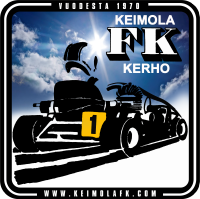 VUODESTA 1970
KEIMOLA
FK
KERHO
1
WWW.KEIMOLAFK.COM